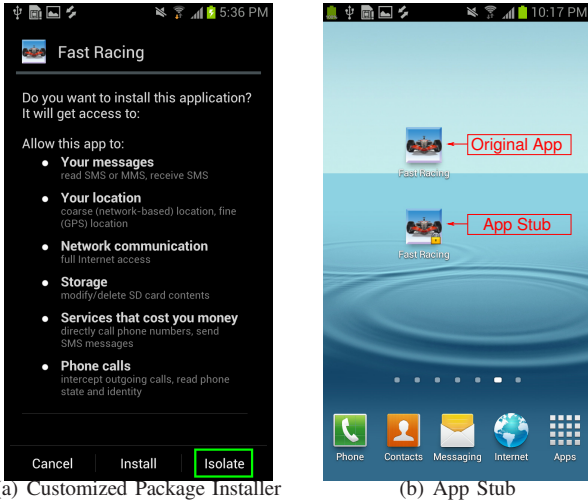 5:36 PM
Fast Racing
Do you want to install this application?
It will get access to:
Allow this app to:
Your messages
read SMS or MMS, receive SMS
Your location
coarse (network-based) location, fine
(GPS) location
Network communication
full Internet access
Storage
modify/delete SD card contents
Services that cost you money
directly call phone numbers, send
SMS messages
Phone calls
intercept outgoing calls, read phone
state and identity
Cancel
Install
Isolate
a) Customized Package Installer
10:17 PM
Original App
Fast Racing
App Stub
Fast Racing
Phone
Contacts
Messaging
Internet
Apps
(b) App Stub